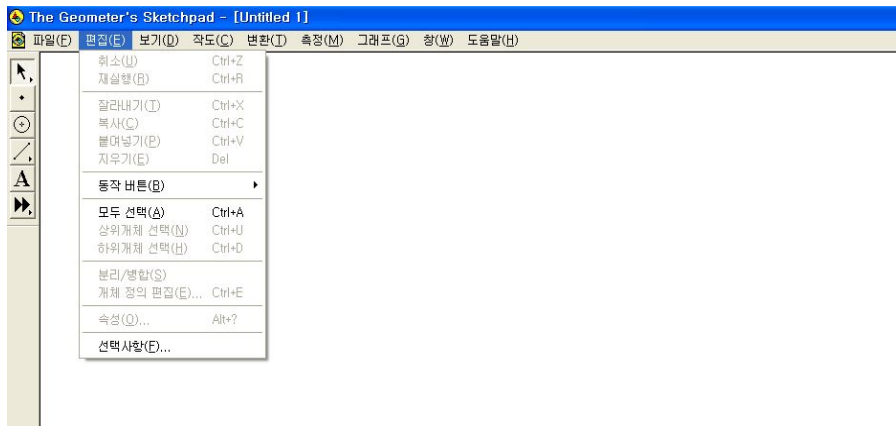 The Geometer's Sketchpad - [Untitled 1]
파일(F) 편집(E) 보기(D) 작도(C) 변환(T) 측정(M) 그래프(G) 창(W) 도움말(H)
취소(U) Ctrl+Z
재실행(R) Ctrl+R
잘라내기(T) Ctrl+X
복사(C) Ctrl+C
붙여넣기(P) Ctrl+V
지우기(E) Del
동작 버튼(B)
모두 선택(A) Ctrl+A
상위개체 선택(N) Ctrl+U
하위개체 선택(H) Ctrl+D
분리/병합(S)
개체 정의 편집(E)... Ctrl+E
속성(O)... Alt+?
선택사항(F)...
A